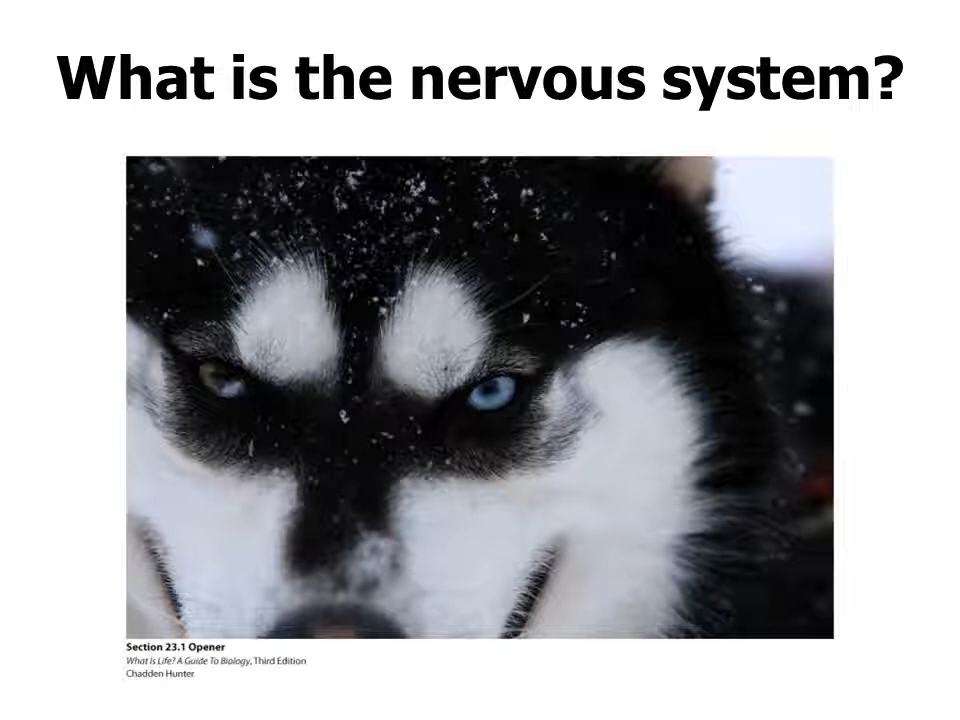 What is the nervous system?
Section 23.1 Opener
What Is Life? A Guide To Biology, Third Edition
Chadden Hunter